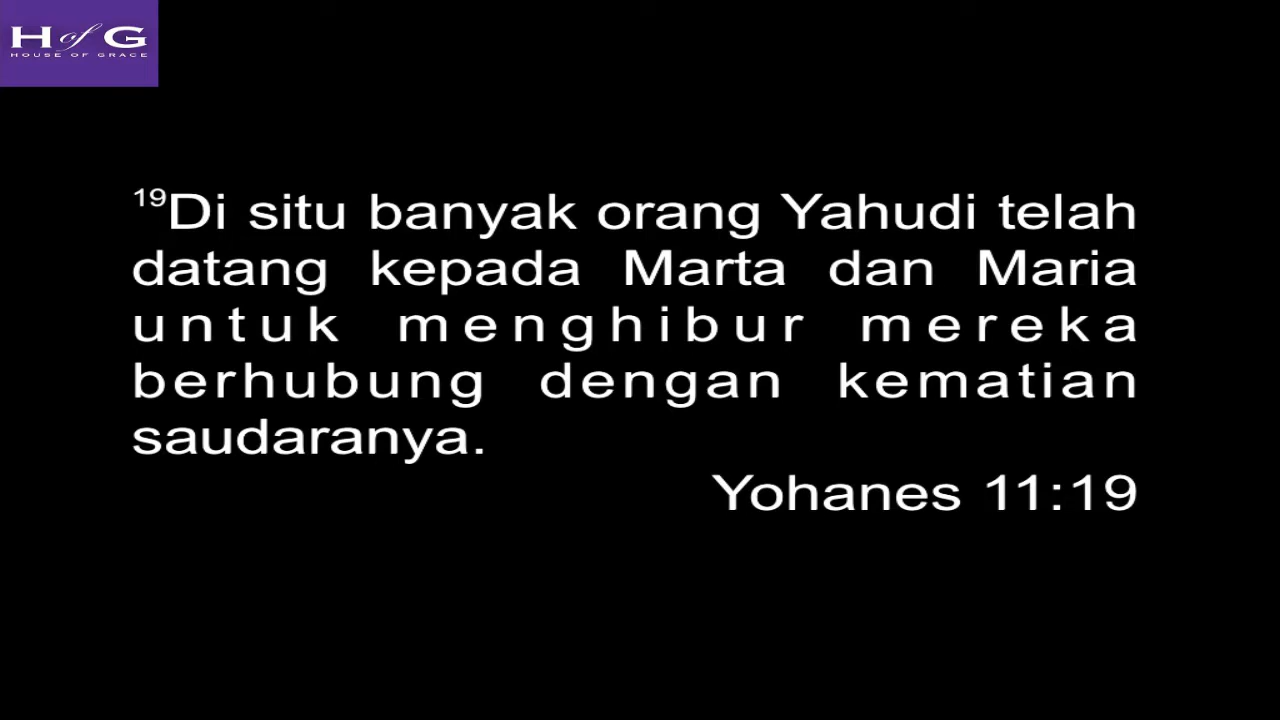 H of G
HOUSE OF GRACE
19Di situ banyak orang Yahudi telah
datang kepada Marta dan Maria
untuk menghibur mereka
berhubung dengan kematian
saudaranya.
Yohanes 11:19